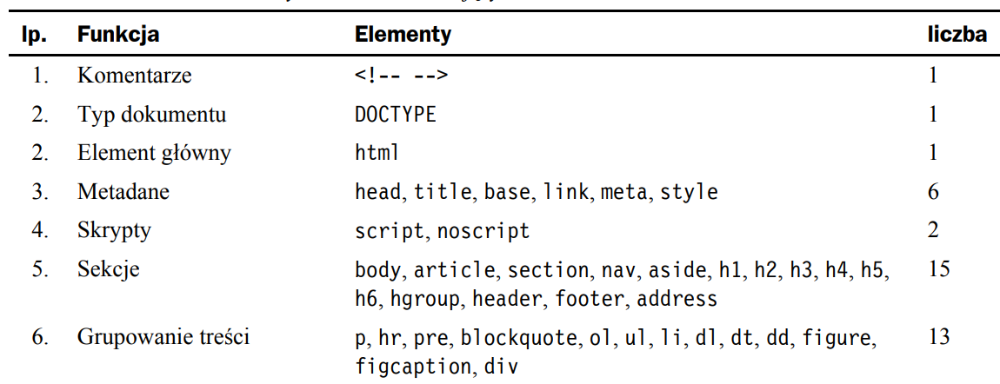 lp. Funkcja Elementy liczba
1. Komentarze <!-- --> 1
2. Typ dokumentu DOCTYPE 1
2. Element główny html 1
3. Metadane head, title, base, link, meta, style 6
4. Skrypty script, noscript 2
5. Sekcje body, article, section, nav, aside, h1, h2, h3, h4, h5, 15
h6, hgroup, header, footer, address
6. Grupowanie treści p, hr, pre, blockquote, ol, ul, li, dl, dt, dd, figure, 13
figcaption, div